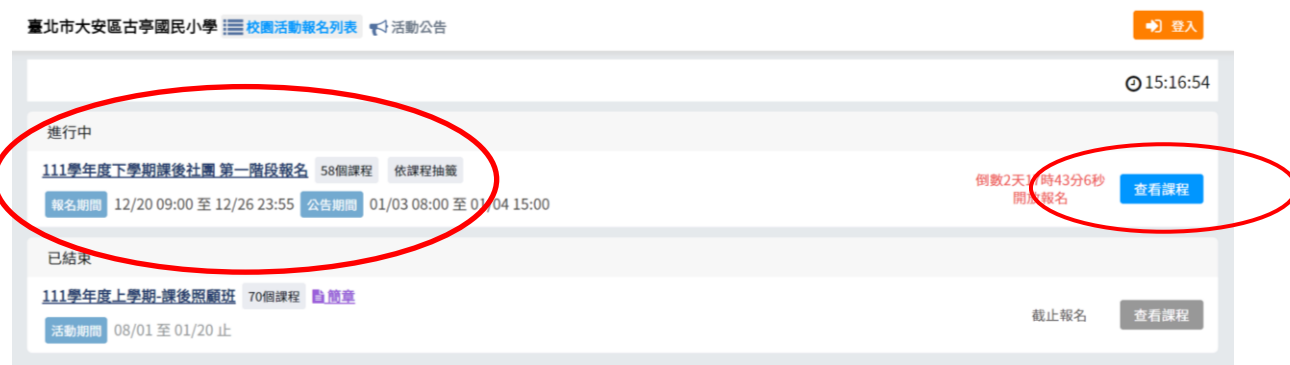 臺北市大安區古亭國民小學 校園活動報名列表 活動公告 登入
15:16:54
進行中
111學年度下學期課後社團 第一階段報名 58個課程 依課程抽籤
報名期間 12/20 09:00 至 12/26 23:55 公告期間 01/03 08:00 至 01/04 15:00
倒數2天17時43分6秒
開放報名
查看課程
已結束
111學年度上學期-課後照顧班 70個課程 簡章
活動期間 08/01 至 01/20 止
截止報名 查看課程